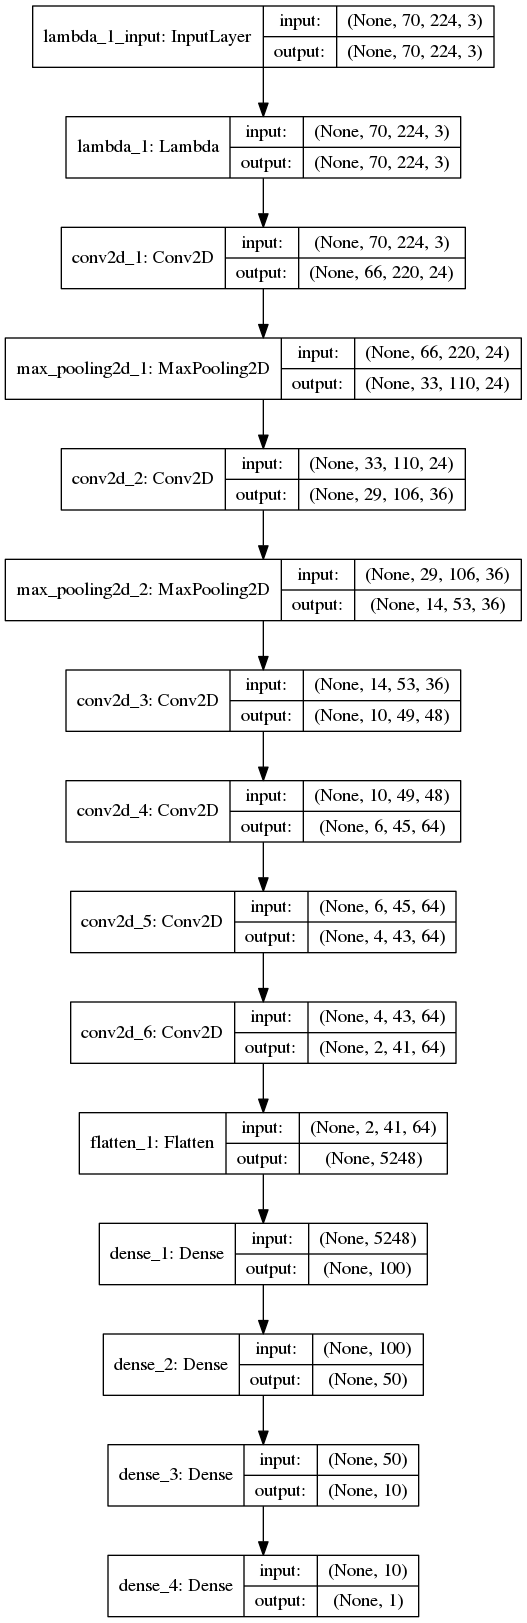 lambda_1_input: InputLayer
input: (None, 70, 224, 3)
output: (None, 70, 224, 3)
lambda_1: Lambda
input: (None, 70, 224, 3)
output: (None, 70, 224, 3)
conv2d_1: Conv2D
input: (None, 70, 224, 3)
output: (None, 66, 220, 24)
max_pooling2d_1: MaxPooling2D
input: (None, 66, 220, 24)
output: (None, 33, 110, 24)
conv2d_2: Conv2D
input: (None, 33, 110, 24)
output: (None, 29, 106, 36)
max_pooling2d_2: MaxPooling2D
input: (None, 29, 106, 36)
output: (None, 14, 53, 36)
conv2d_3: Conv2D
input: (None, 14, 53, 36)
output: (None, 10, 49, 48)
conv2d_4: Conv2D
input: (None, 10, 49, 48)
output: (None, 6, 45, 64)
conv2d_5: Conv2D
input: (None, 6, 45, 64)
output: (None, 4, 43, 64)
conv2d_6: Conv2D
input: (None, 4, 43, 64)
output: (None, 2, 41, 64)
flatten_1: Flatten
input: (None, 2, 41, 64)
output: (None, 5248)
dense_1: Dense
input: (None, 5248)
output: (None, 100)
dense_2: Dense
input: (None, 100)
output: (None, 50)
dense_3: Dense
input: (None, 50)
output: (None, 10)
dense_4: Dense
input: (None, 10)
output: (None, 1)